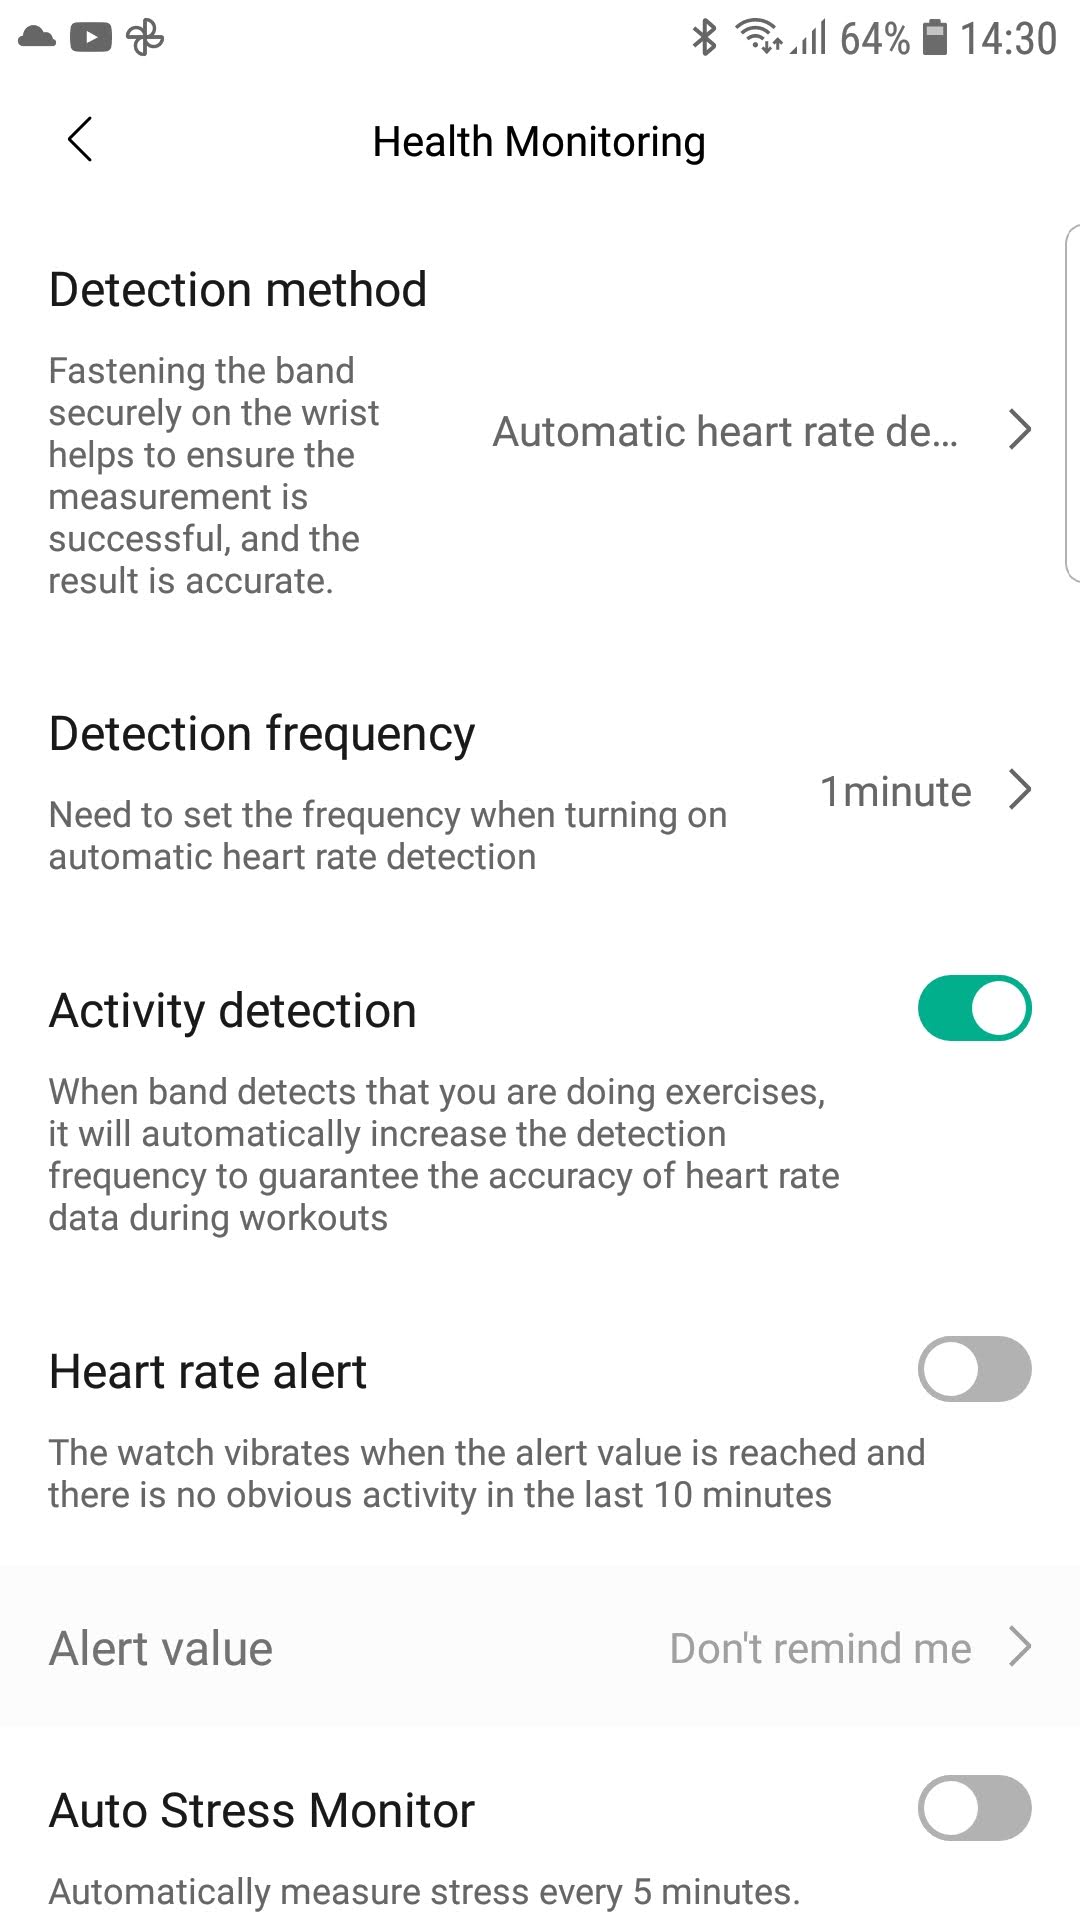 64% 14:30
Health Monitoring
Detection method
Fastening the band
securely on the wrist
helps to ensure the
measurement is
successful, and the
result is accurate.
Automatic heart rate de...
Detection frequency
Need to set the frequency when turning on
automatic heart rate detection
1minute
Activity detection
When band detects that you are doing exercises,
it will automatically increase the detection
frequency to guarantee the accuracy of heart rate
data during workouts
Heart rate alert
The watch vibrates when the alert value is reached and
there is no obvious activity in the last 10 minutes
Alert value
Don't remind me
Auto Stress Monitor
Automatically measure stress every 5 minutes.